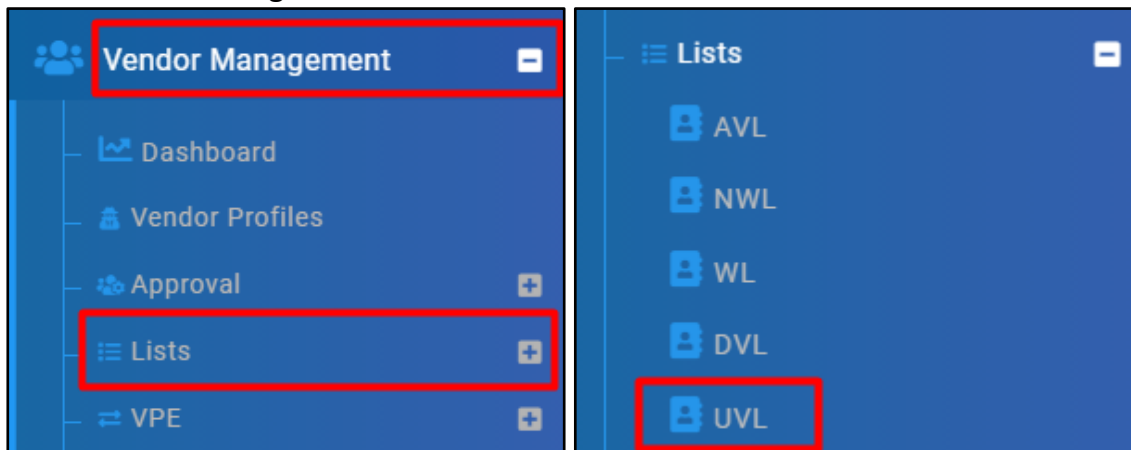 Vendor Management
Dashboard
Vendor Profiles
Approval
Lists
VPE
Lists
AVL
NWL
WL
DVL
UVL